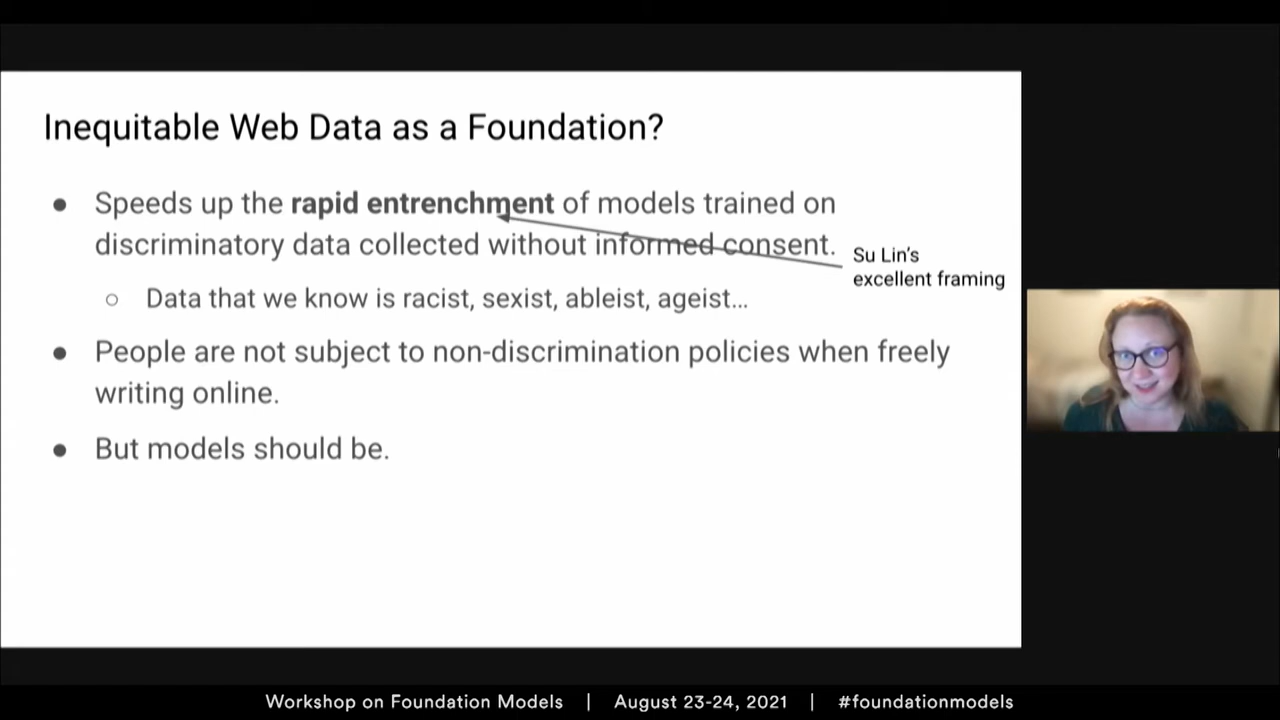 Inequitable Web Data as a Foundation?
● Speeds up the rapid entrenchment of models trained on
discriminatory data collected without informed consent.
Su Lin's
excellent framing
○ Data that we know is racist, sexist, ableist, ageist...
● People are not subject to non-discrimination policies when freely
writing online.
● But models should be.
Workshop on Foundation Models | August 23-24, 2021 | #foundationmodels